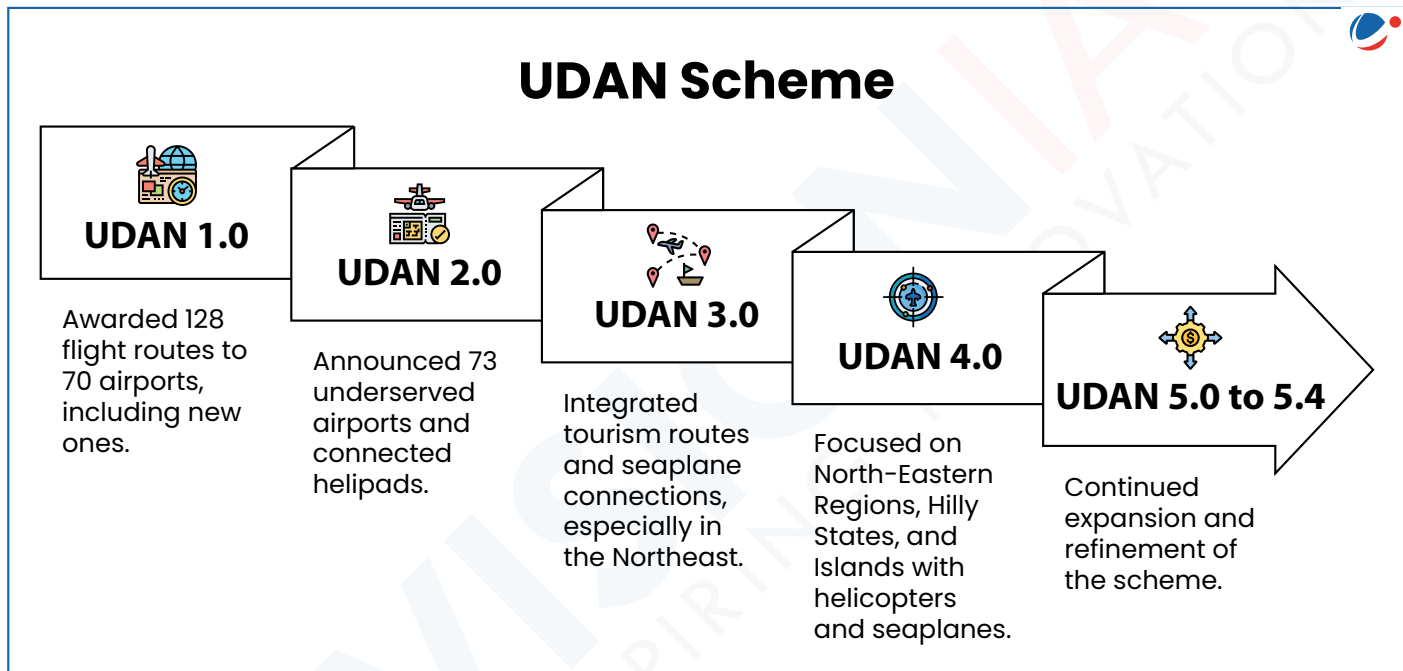 UDAN Scheme
UDAN 1.0
Awarded 128
flight routes to
70 airports,
including new
ones.
UDAN 2.0
Announced 73
underserved
airports and
connected
helipads.
UDAN 3.0
Integrated
tourism routes
and seaplane
connections,
especially in
the Northeast.
UDAN 4.0
Focused on
North-Eastern
Regions, Hilly
States, and
Islands with
helicopters
and seaplanes.
UDAN 5.0 to 5.4
Continued
expansion and
refinement of
the scheme.